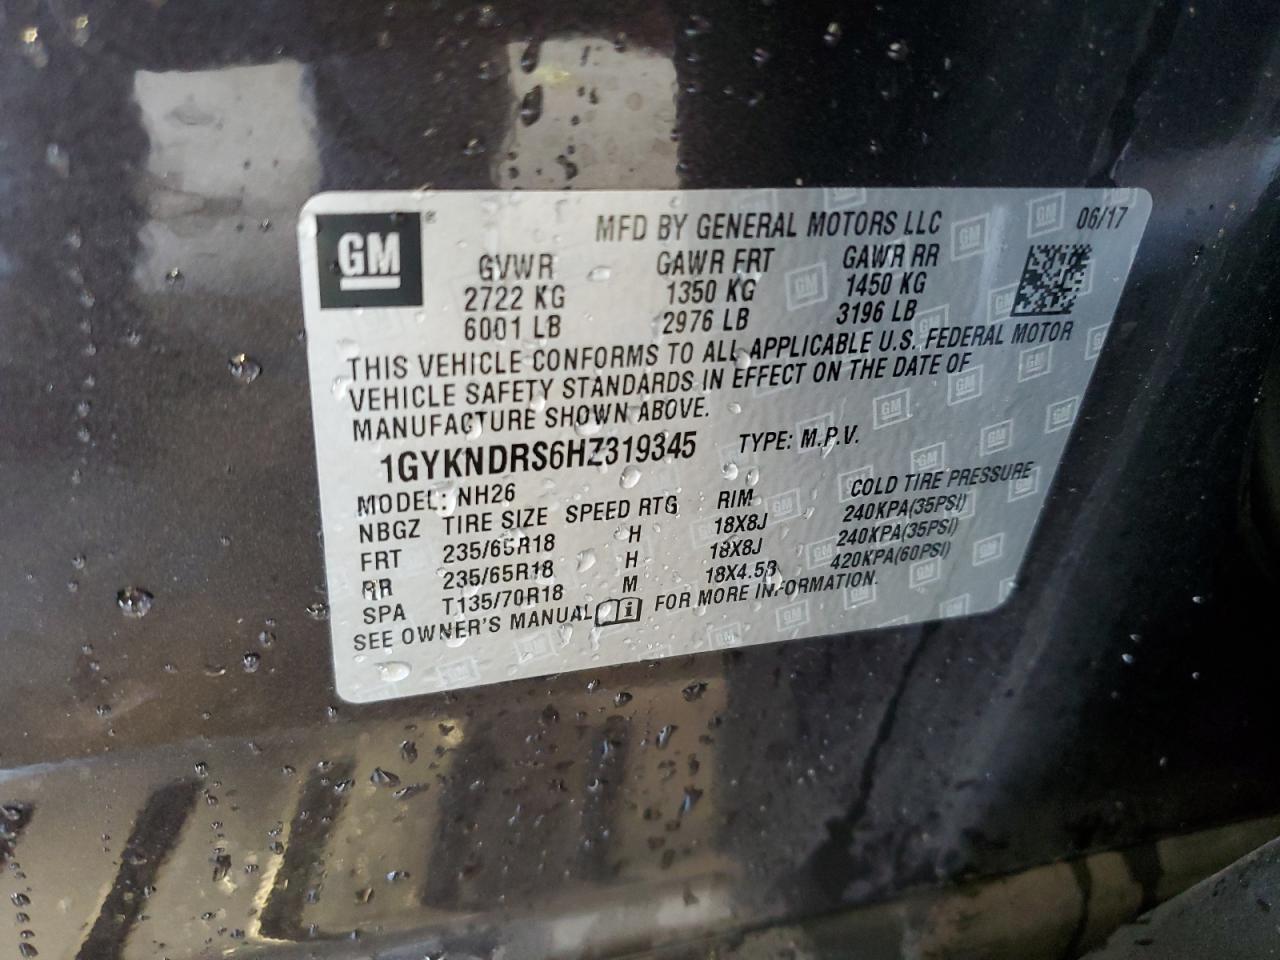 GM ® MFD BY GENERAL MOTORS LLC 06/17
GVWR GAWR FRT GAWR RR
2722 KG 1350 KG 1450 KG
6001 LB 2976 LB 3196 LB
THIS VEHICLE CONFORMS TO ALL APPLICABLE U.S. FEDERAL MOTOR
VEHICLE SAFETY STANDARDS IN EFFECT ON THE DATE OF
MANUFACTURE SHOWN ABOVE.
1GYKNDRS6HZ319345 TYPE: M.P.V.
MODEL: NH26
NBGZ TIRE SIZE SPEED RTG RIM COLD TIRE PRESSURE
FRT 235/65R18 H 18X8J 240KPA(35PSI)
RR 235/65R18 H 18X8J 240KPA(35PSI)
SPA T135/70R18 M 18X4.5B 420KPA(60PSI)
SEE OWNER'S MANUAL FOR MORE INFORMATION.